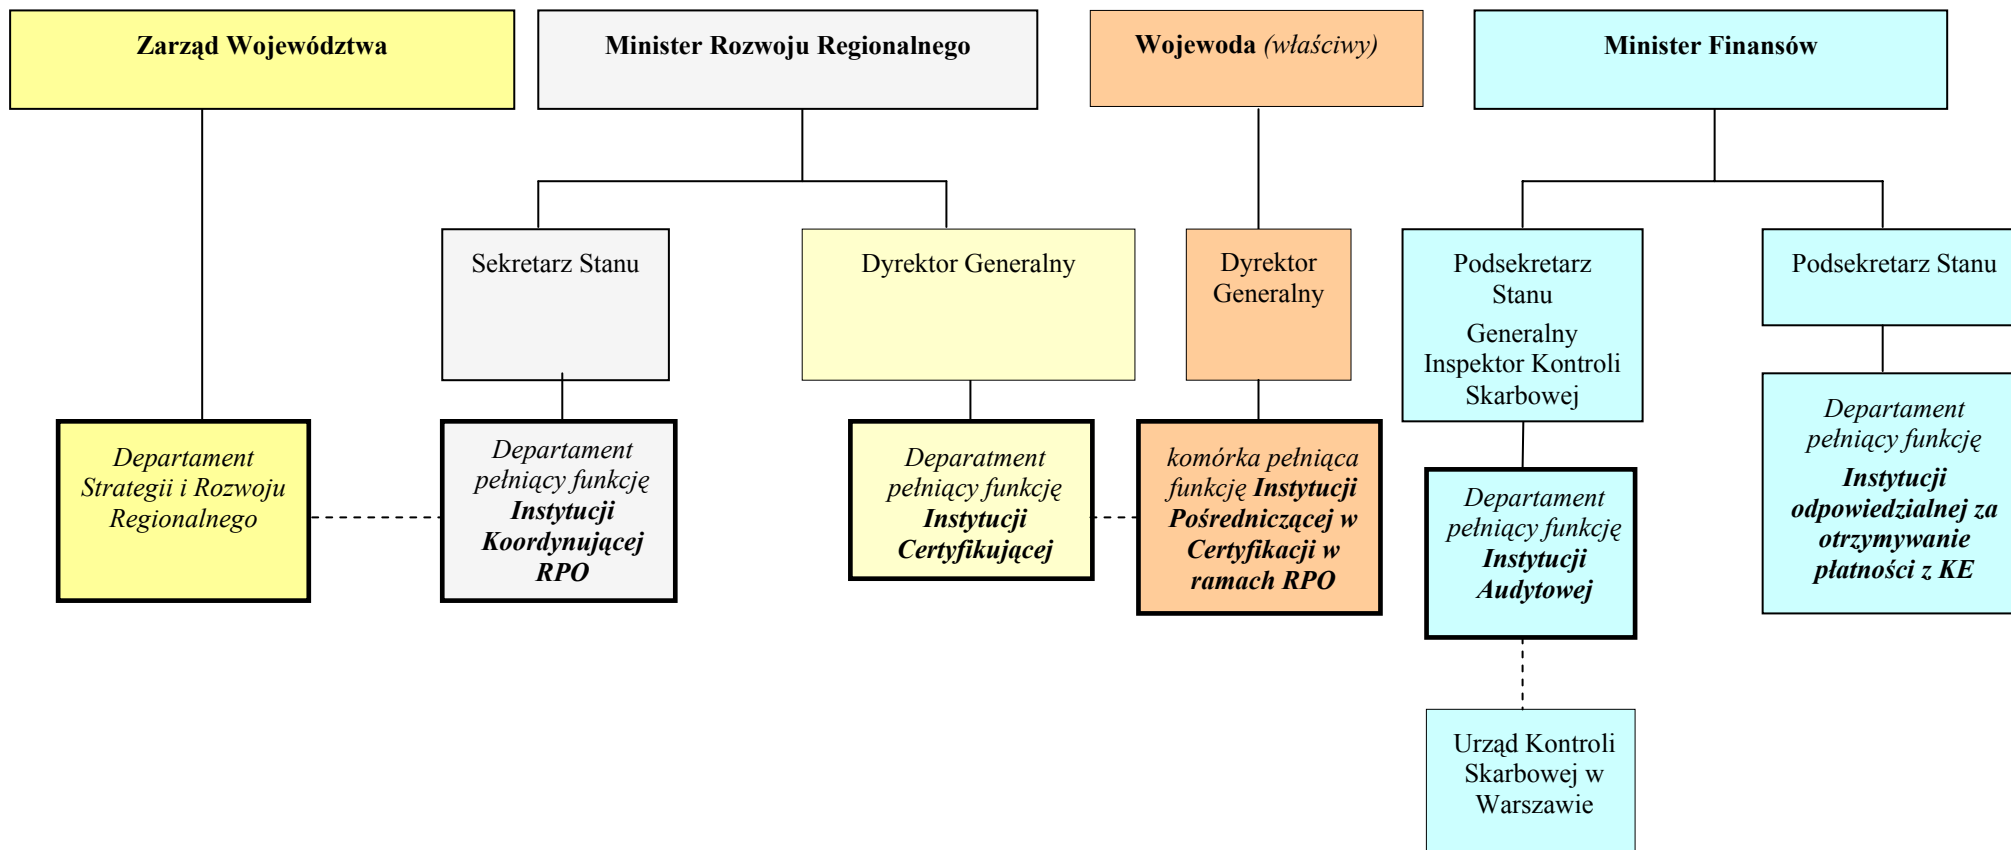 Zarząd Województwa
Minister Rozwoju Regionalnego
Wojewoda (właściwy)
Minister Finansów
Sekretarz Stanu
Dyrektor Generalny
Dyrektor
Generalny
Podsekretarz
Stanu
Generalny
Inspektor Kontroli
Skarbowej
Podsekretarz Stanu
Departament
Strategii i Rozwoju
Regionalnego
Departament
pełniący funkcję
Instytucji
Koordynującej
RPO
Deparatment
pełniący funkcję
Instytucji
Certyfikującej
komórka pełniąca
funkcję Instytucji
Pośredniczącej w
Certyfikacji w
ramach RPO
Departament
pełniący funkcję
Instytucji
Audytowej
Departament
pełniący funkcję
Instytucji
odpowiedzialnej za
otrzymywanie
płatności z KE
Urząd Kontroli
Skarbowej w
Warszawie